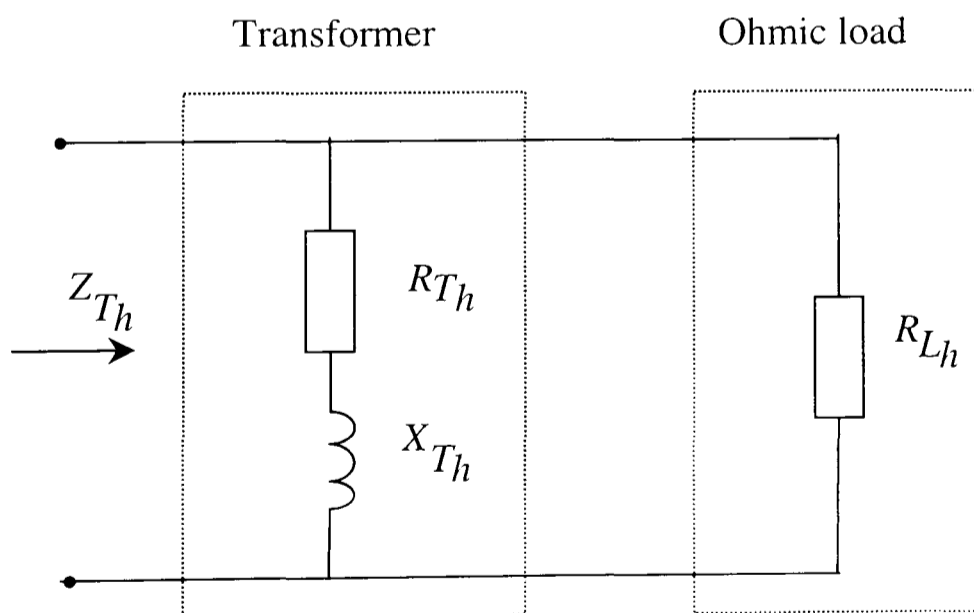 Transformer
Ohmic load
Z_{T_h}
R_{T_h}
X_{T_h}
R_{L_h}